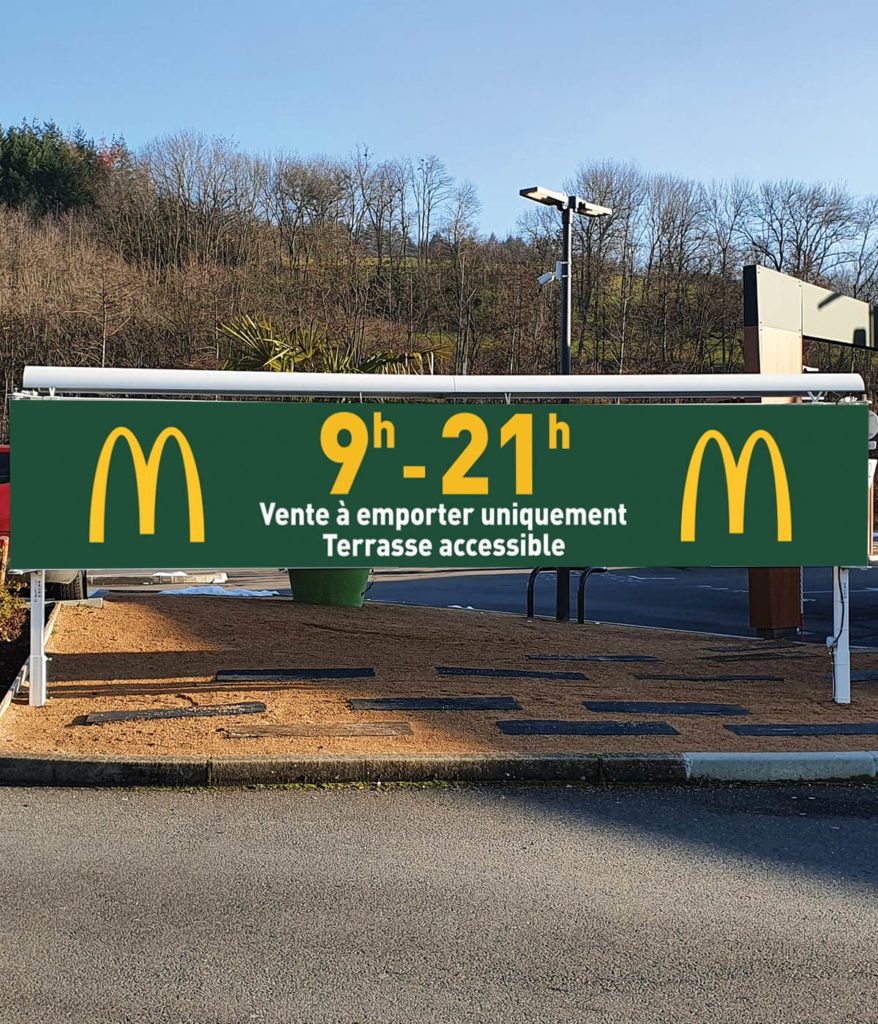 9h - 21h
Vente à emporter uniquement
Terrasse accessible